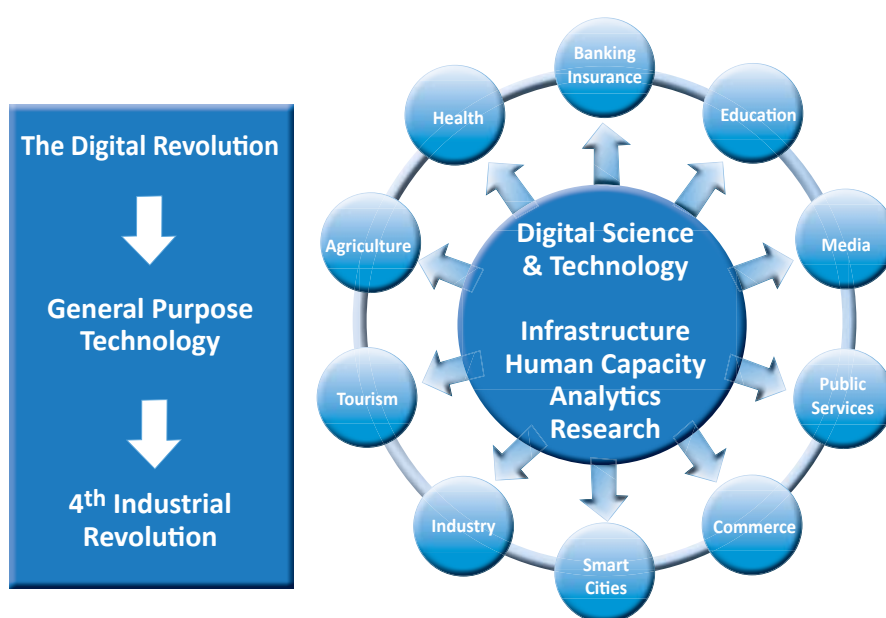 The Digital Revolution
General Purpose
Technology
4th Industrial
Revolution
Banking
Insurance
Education
Media
Public
Services
Commerce
Smart
Cities
Industry
Tourism
Agriculture
Health
Digital Science
& Technology
Infrastructure
Human Capacity
Analytics
Research